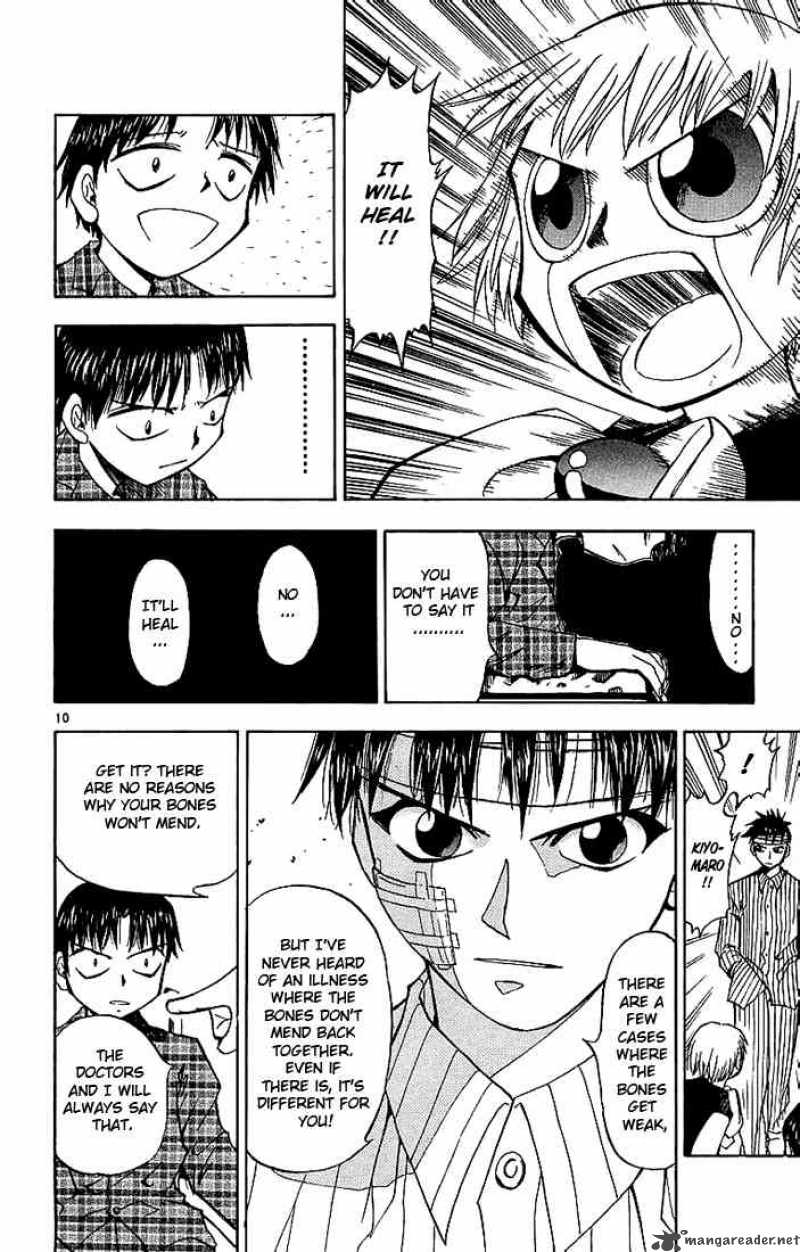 IT
WILL
HEAL
!!
..........
........
NO
....
YOU
DON'T HAVE
TO SAY IT
..........
NO
...
IT'LL
HEAL
...
10
!
KIYO-
MARO
!!
THERE
ARE A
FEW
CASES
WHERE
THE
BONES
GET
WEAK,
BUT I'VE
NEVER HEARD
OF AN ILLNESS
WHERE THE
BONES DON'T
MEND BACK
TOGETHER.
EVEN IF
THERE IS, IT'S
DIFFERENT FOR
YOU!
GET IT? THERE
ARE NO REASONS
WHY YOUR BONES
WON'T MEND.
THE
DOCTORS
AND I WILL
ALWAYS SAY
THAT.
mangareader.net